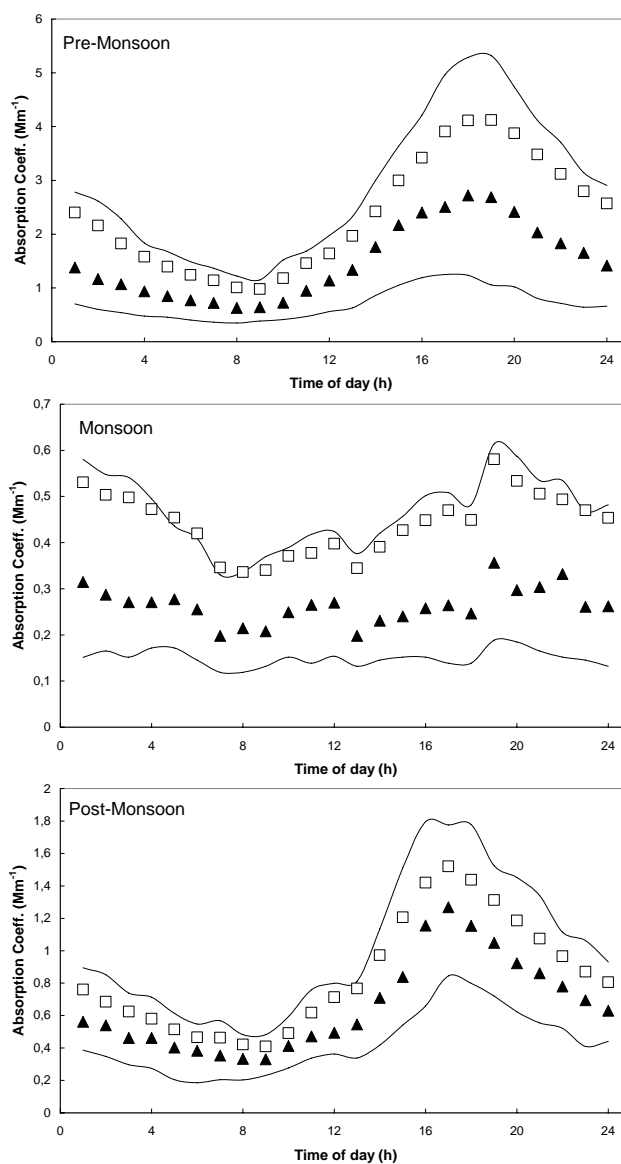 Pre-Monsoon
Absorption Coeff. (Mm⁻¹)
6
5
4
3
2
1
0
0 4 8 12 16 20 24
Time of day (h)
Monsoon
Absorption Coeff. (Mm⁻¹)
0,7
0,6
0,5
0,4
0,3
0,2
0,1
0
0 4 8 12 16 20 24
Time of day (h)
Post-Monsoon
Absorption Coeff. (Mm⁻¹)
2
1,8
1,6
1,4
1,2
1
0,8
0,6
0,4
0,2
0
0 4 8 12 16 20 24
Time of day (h)